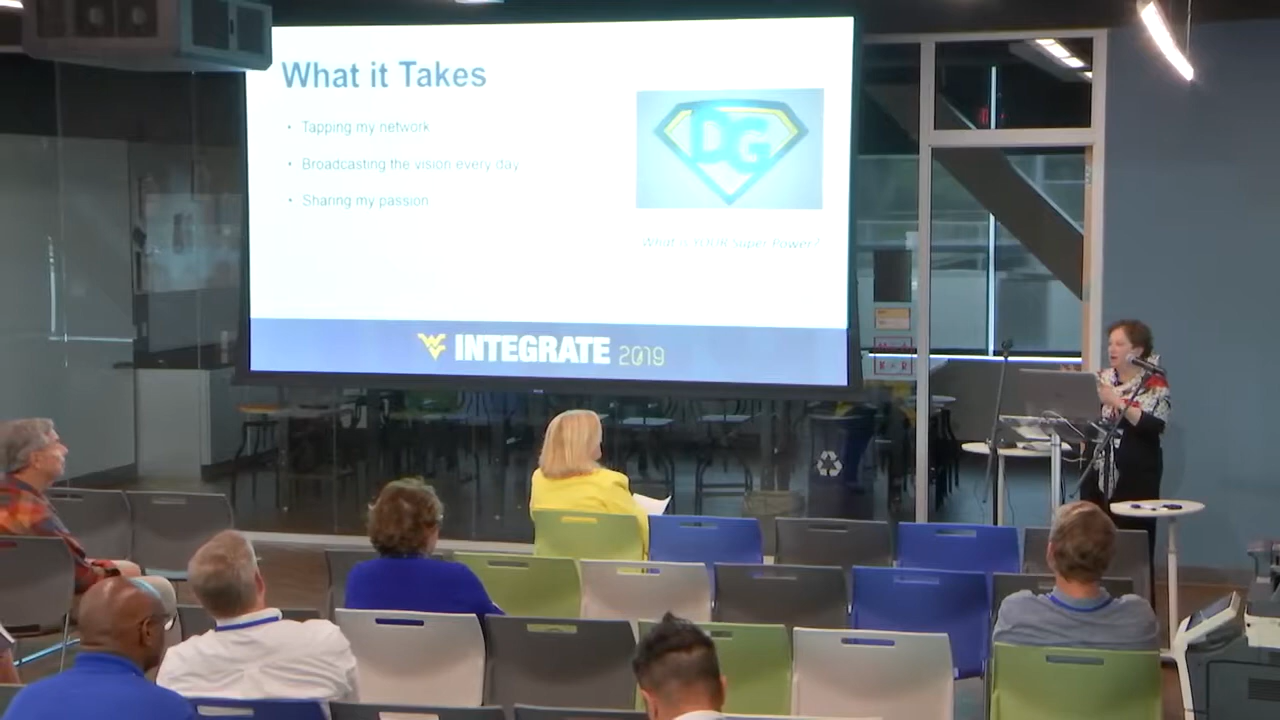 What it Takes
• Tapping my network
• Broadcasting the vision every day
• Sharing my passion
DG
What is YOUR Super Power?
WV INTEGRATE 2019